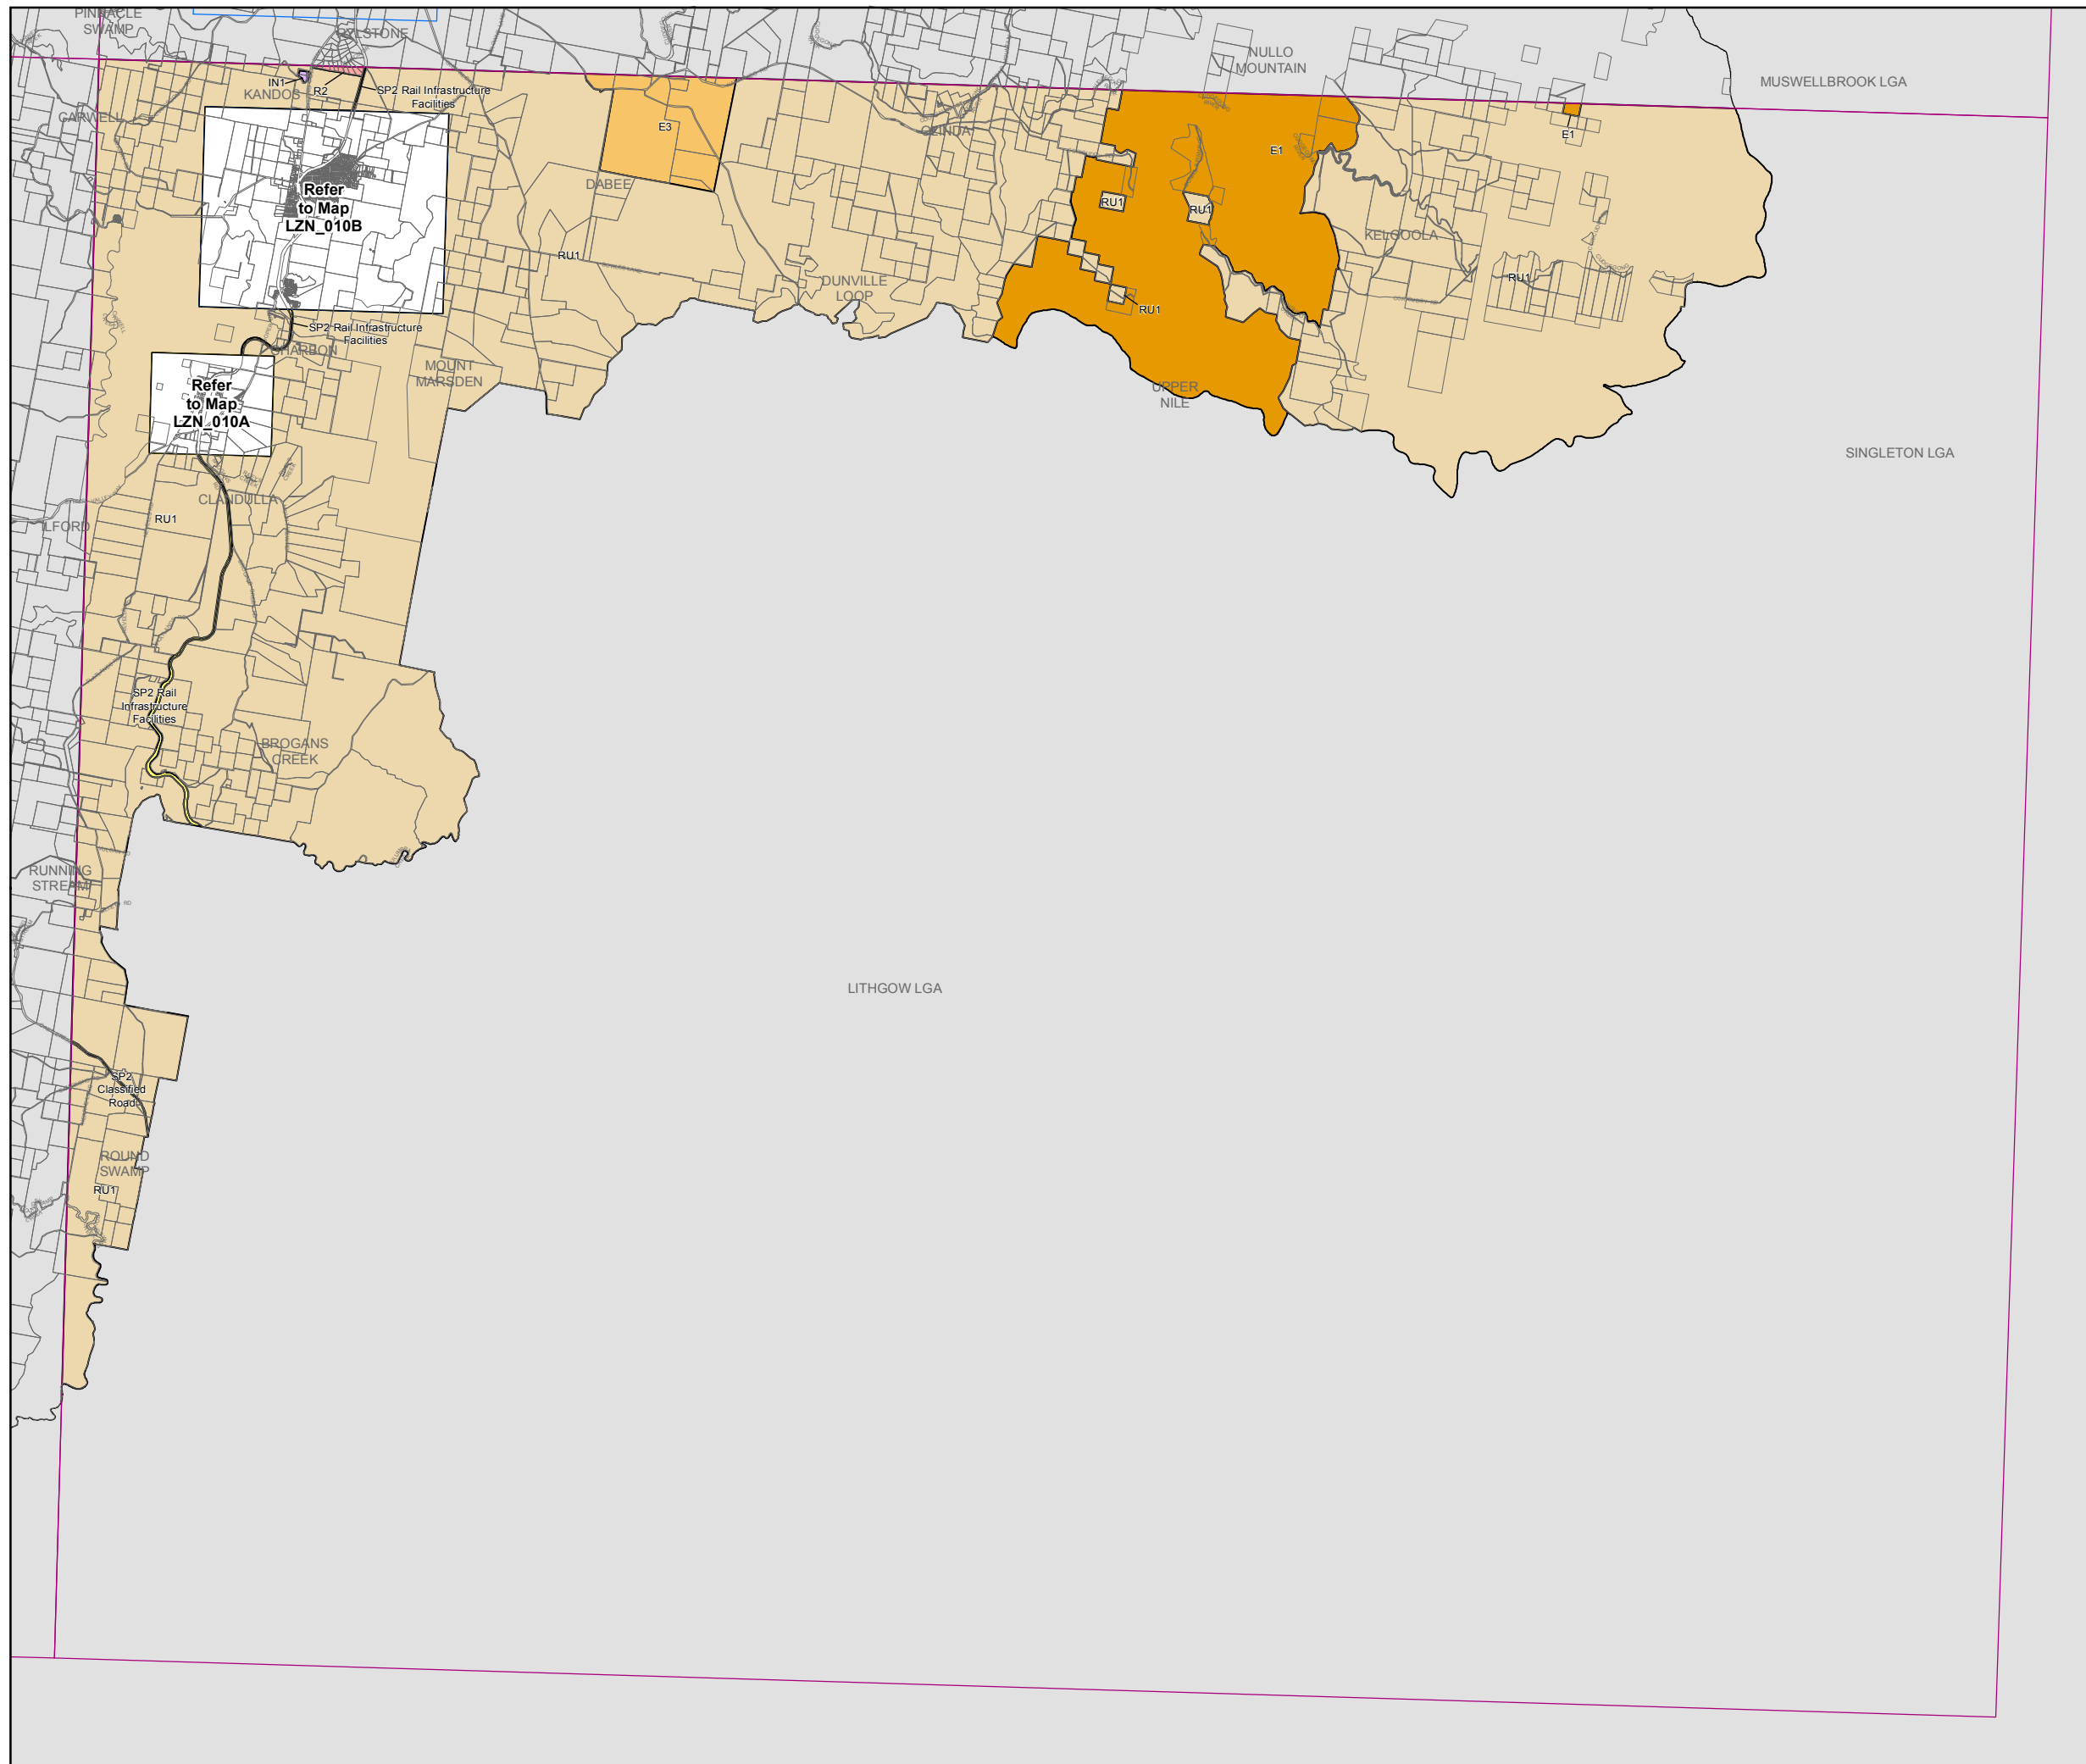 PINNACLE
SWAMP
RYLSTONE
NULLO
MOUNTAIN
MUSWELLBROOK LGA
IN1
KANDOS
R2
SP2 Rail Infrastructure
Facilities
CARWELL
E3
OLINDA
E1
E1
Refer
to Map
LZN_010B
DABEE
RU1
RU1
KELGOOLA
RU1
DUNVILLE
LOOP
RU1
RU1
SP2 Rail Infrastructure
Facilities
CHARBON
MOUNT
MARSDEN
UPPER
NILE
Refer
to Map
LZN_010A
SINGLETON LGA
CLANDULLA
RU1
ILFORD
SP2 Rail
Infrastructure
Facilities
BROGANS
CREEK
RUNNING
STREAM
LITHGOW LGA
SP2
Classified
Road
ROUND
SWAMP
RU1